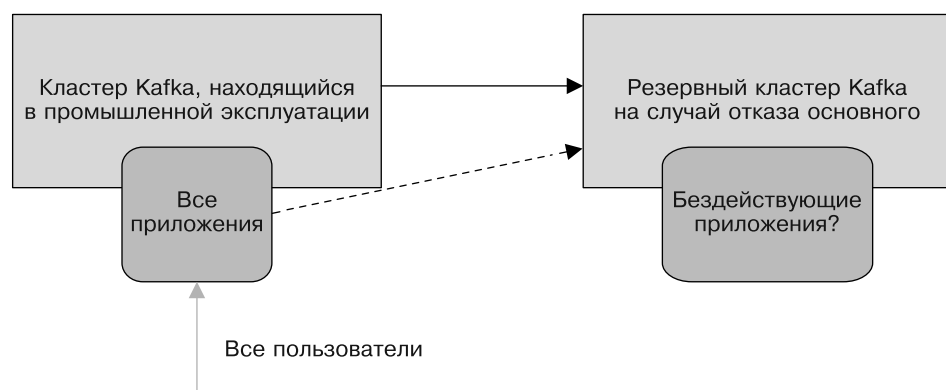 Кластер Kafka, находящийся
в промышленной эксплуатации
Резервный кластер Kafka
на случай отказа основного
Все
приложения
Бездействующие
приложения?
Все пользователи